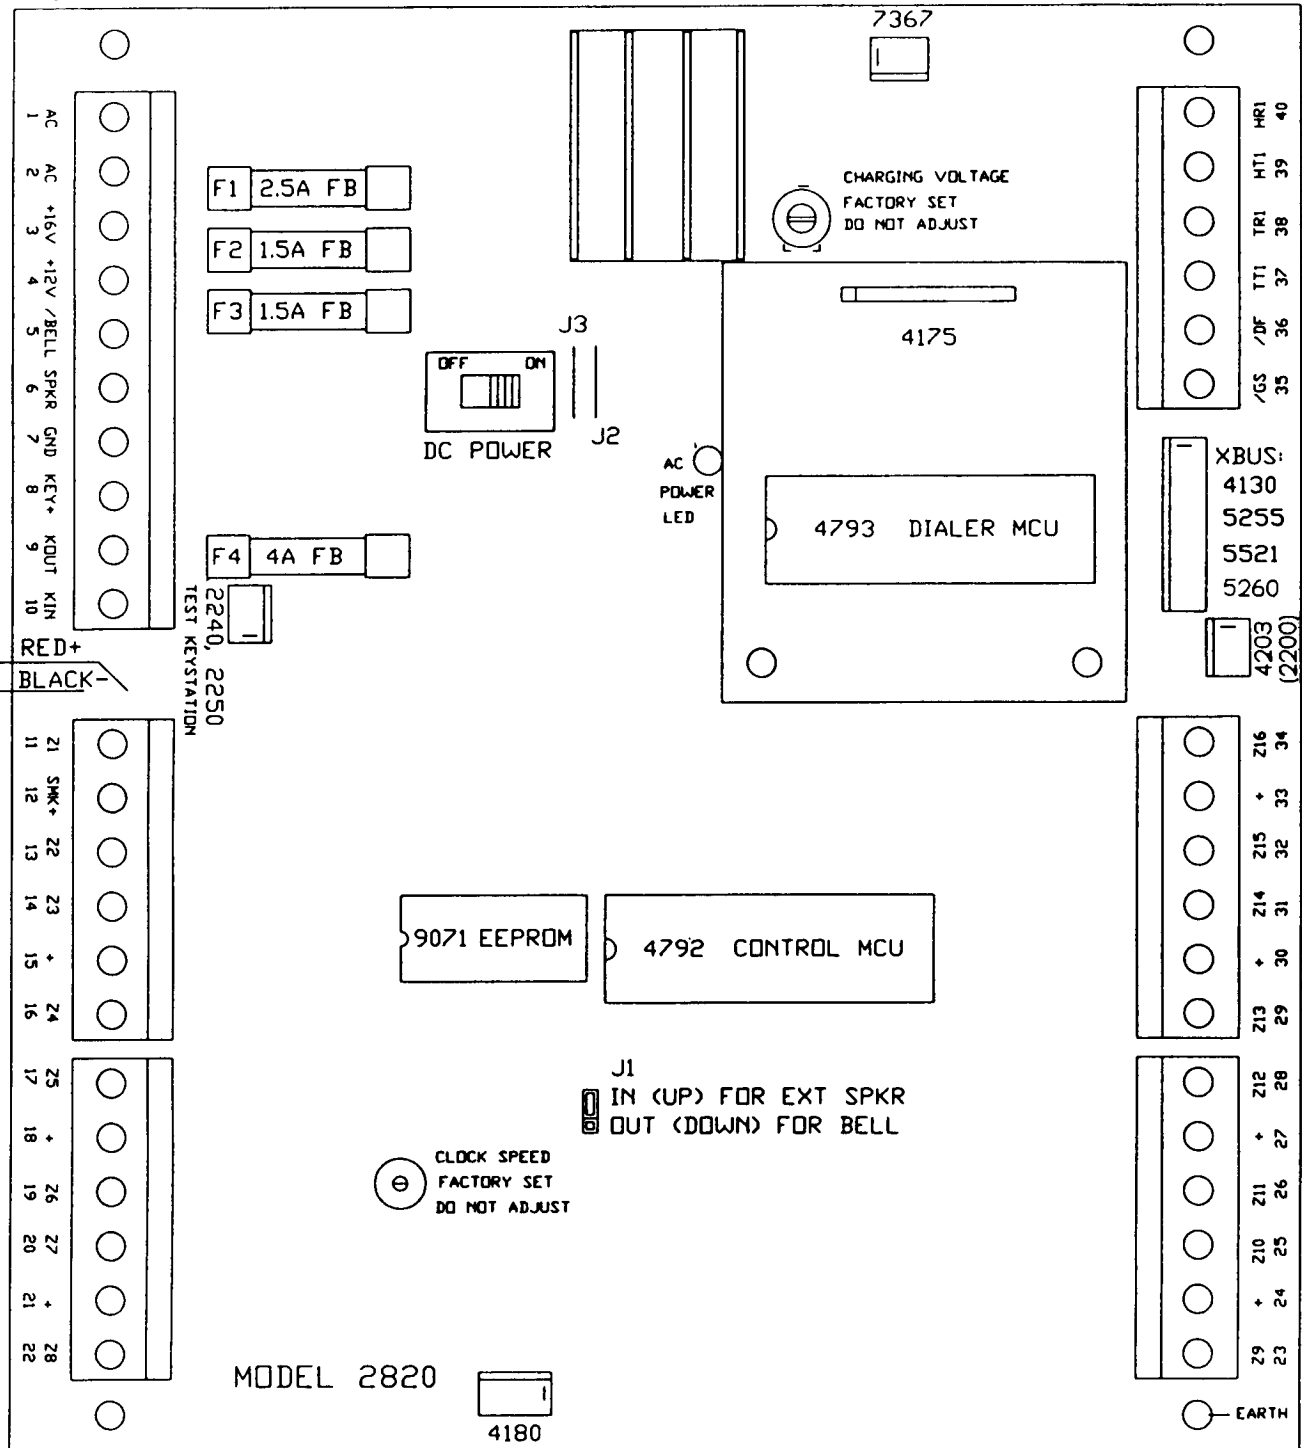 7367
1 AC
2 AC
3 +16V
4 +12V
5 /BELL
6 SPKR
7 GND
8 KEY+
9 KOUT
10 KIN
F1 2.5A FB
F2 1.5A FB
F3 1.5A FB
OFF ON
DC POWER
J3
J2
F4 4A FB
2240, 2250
TEST KEYSTATION
RED+
BLACK-
CHARGING VOLTAGE
FACTORY SET
DO NOT ADJUST
4175
AC
POWER
LED
4793 DIALER MCU
HR1 40
HT1 39
TR1 38
TT1 37
/DF 36
/GS 35
XBUS:
4130
5255
5521
5260
4203
(2200)
11 Z1
12 SMK+
13 Z2
14 Z3
15 +
16 Z4
17 Z5
18 +
19 Z6
20 Z7
21 +
22 Z8
9071 EEPROM
4792 CONTROL MCU
J1
IN (UP) FOR EXT SPKR
OUT (DOWN) FOR BELL
CLOCK SPEED
FACTORY SET
DO NOT ADJUST
Z16 34
+ 33
Z15 32
Z14 31
+ 30
Z13 29
Z12 28
+ 27
Z11 26
Z10 25
+ 24
Z9 23
MODEL 2820
4180
EARTH